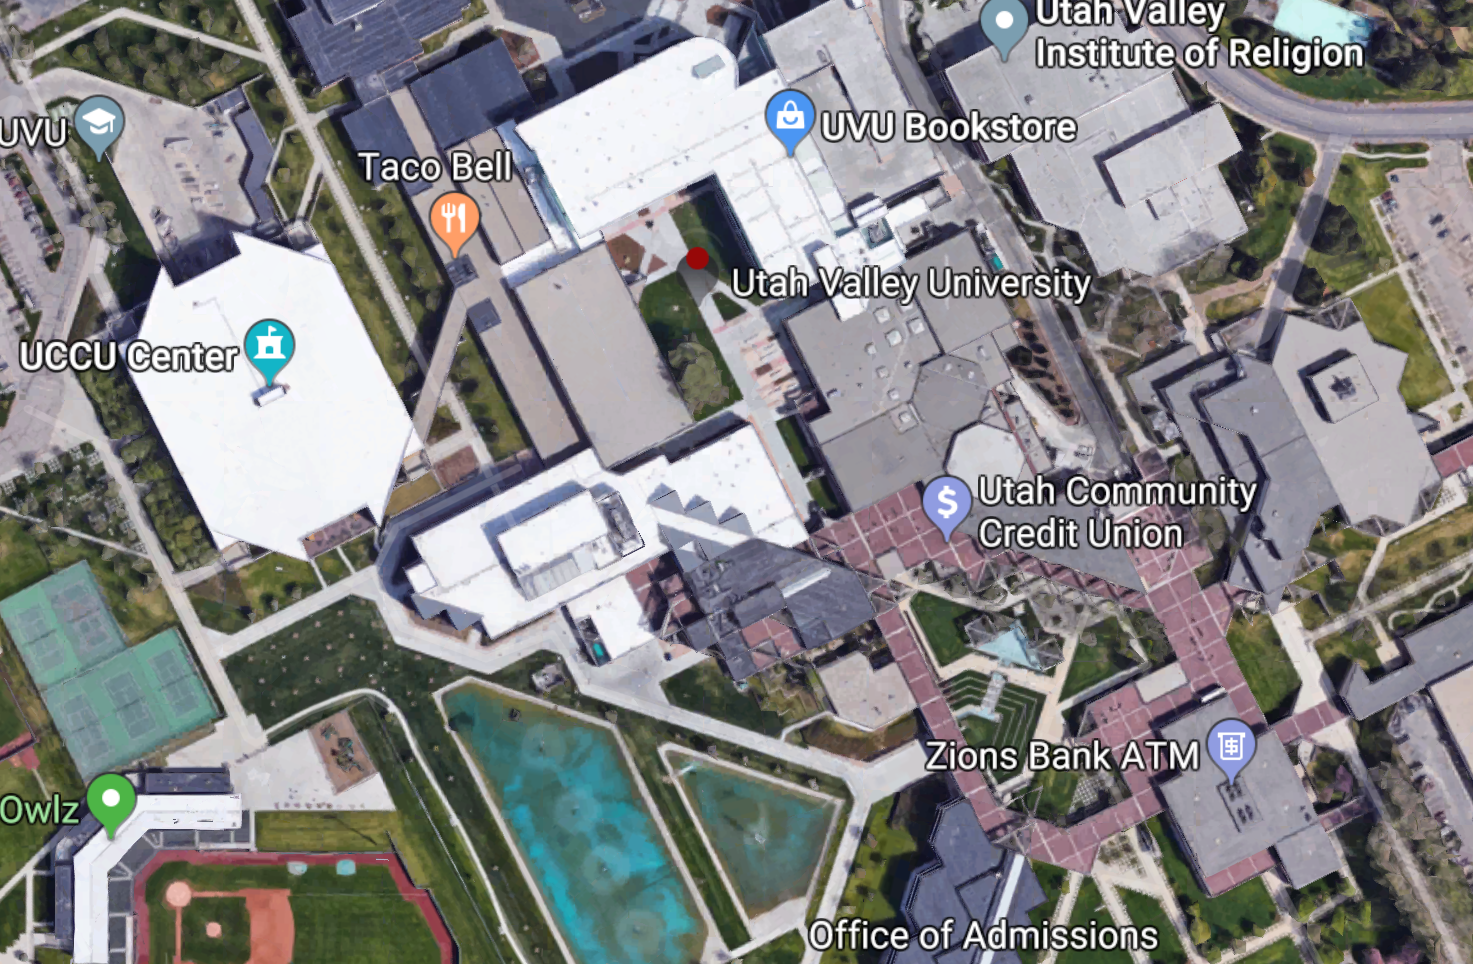 Utah Valley
Institute of Religion
UVU
UVU Bookstore
Taco Bell
Utah Valley University
UCCU Center
Utah Community
Credit Union
Zions Bank ATM
Owlz
Office of Admissions